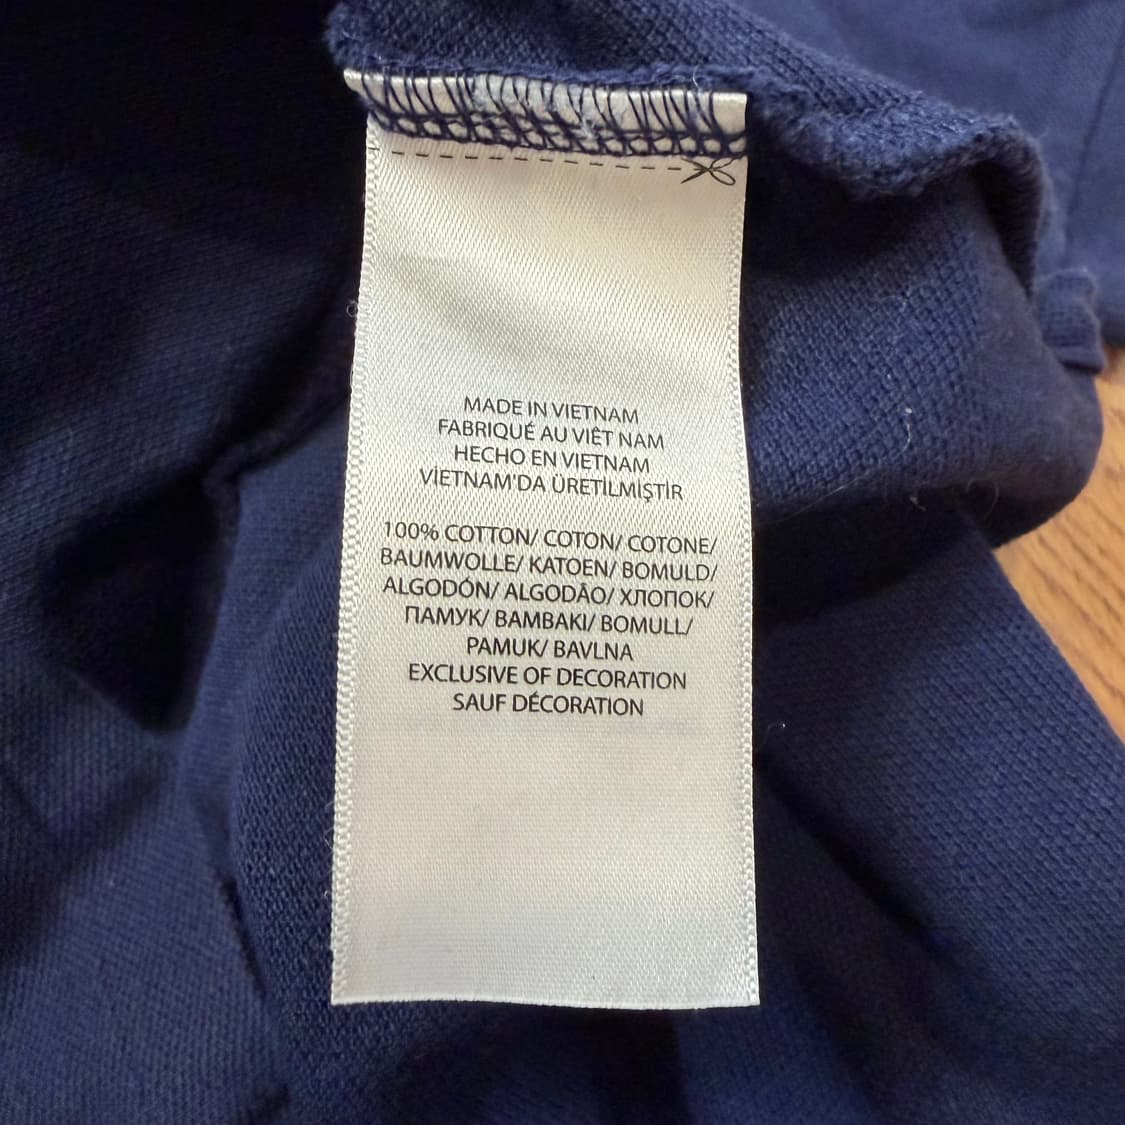 MADE IN VIETNAM
FABRIQUÉ AU VIÊT NAM
HECHO EN VIETNAM
VİETNAM'DA ÜRETİLMİŞTİR
100% COTTON/ COTON/ COTONE/
BAUMWOLLE/ KATOEN/ BOMULD/
ALGODÓN/ ALGODÃO/ ХЛОПОК/
ПАМУК/ BAMBAKI/ BOMULL/
PAMUK/ BAVLNA
EXCLUSIVE OF DECORATION
SAUF DÉCORATION